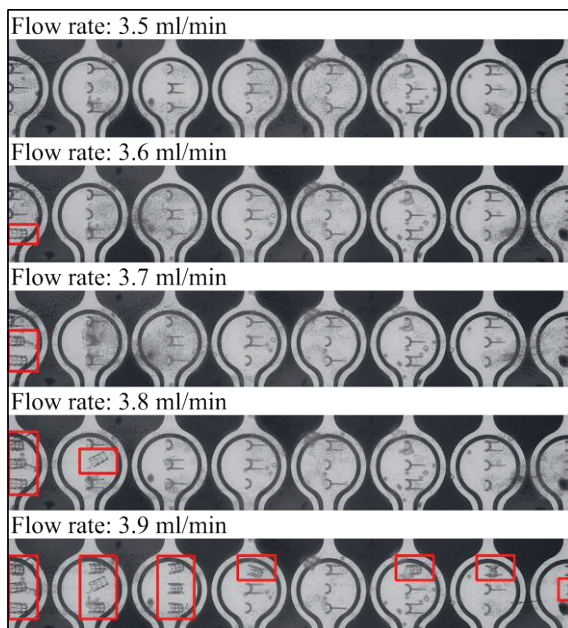 Flow rate: 3.5 ml/min
Flow rate: 3.6 ml/min
Flow rate: 3.7 ml/min
Flow rate: 3.8 ml/min
Flow rate: 3.9 ml/min